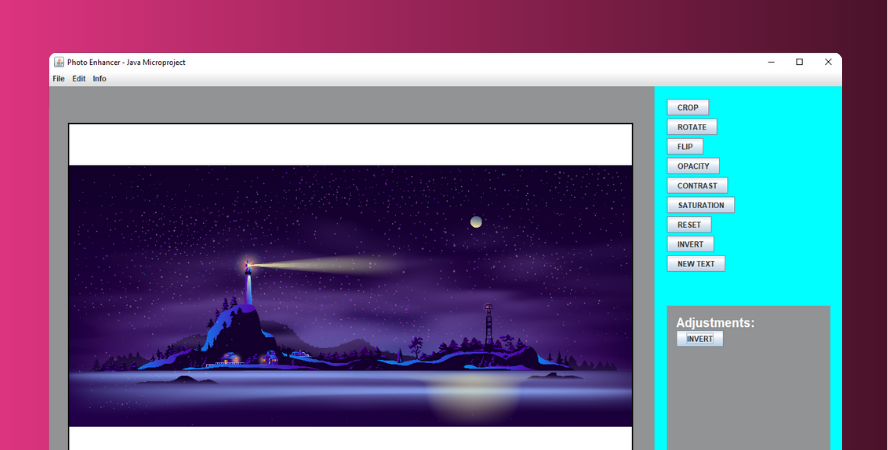 Photo Enhancer - Java Microproject
File Edit Info
CROP
ROTATE
FLIP
OPACITY
CONTRAST
SATURATION
RESET
INVERT
NEW TEXT
Adjustments:
INVERT